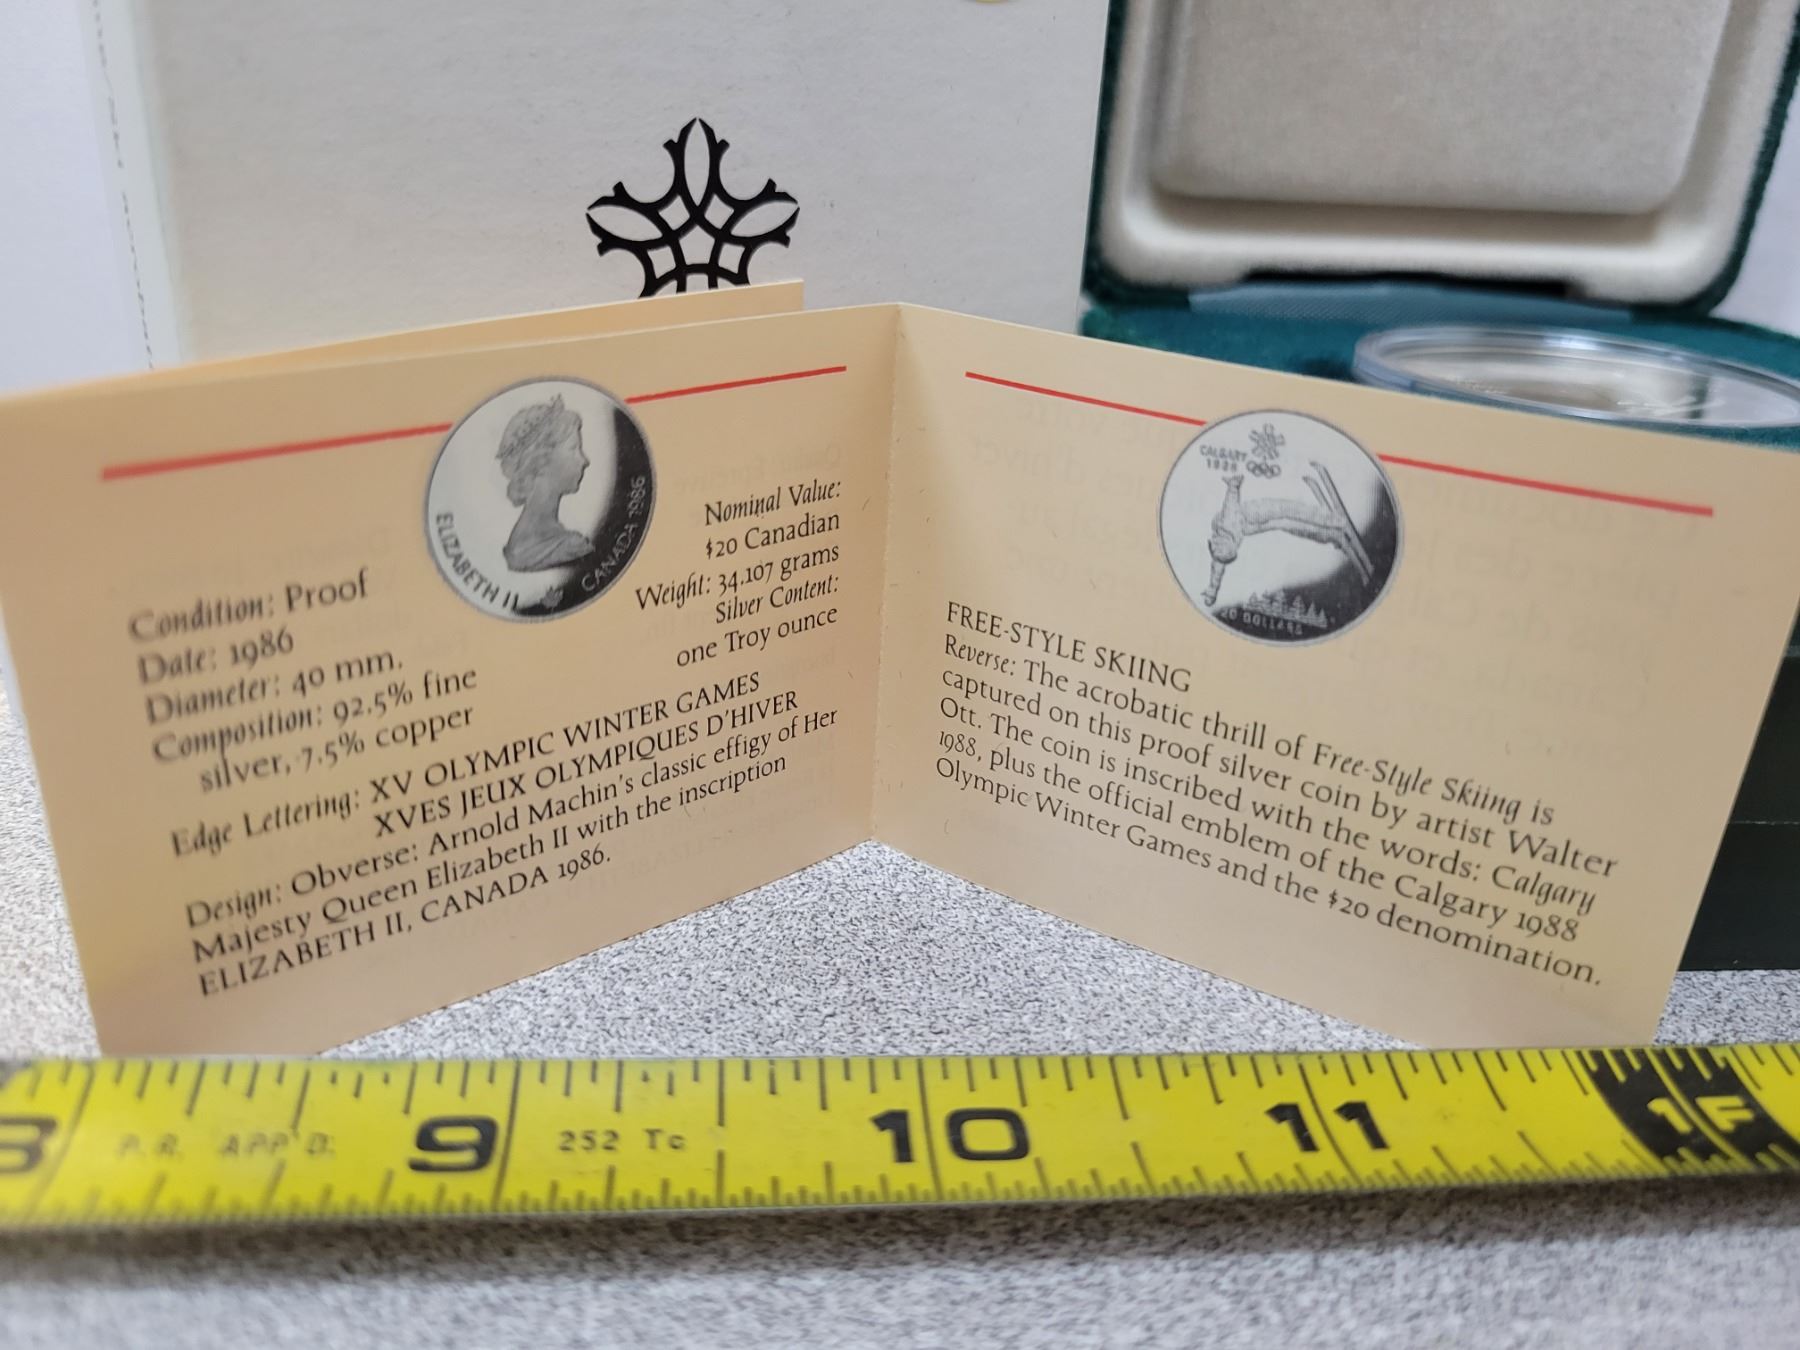 ELIZABETH II CANADA 1986
Condition: Proof
Date: 1986
Diameter: 40 mm.
Composition: 92.5% fine
silver, 7.5% copper
Nominal Value:
$20 Canadian
Weight: 34.107 grams
Silver Content:
one Troy ounce
Edge Lettering: XV OLYMPIC WINTER GAMES
XVES JEUX OLYMPIQUES D'HIVER
Design: Obverse: Arnold Machin's classic effigy of Her
Majesty Queen Elizabeth II with the inscription
ELIZABETH II, CANADA 1986.
CALGARY
1988
20 DOLLARS
FREE-STYLE SKIING
Reverse: The acrobatic thrill of Free-Style Skiing is
captured on this proof silver coin by artist Walter
Ott. The coin is inscribed with the words: Calgary
1988, plus the official emblem of the Calgary 1988
Olympic Winter Games and the $20 denomination.
8 P.R. APP'D. 9 252 Tc 10 11 1F